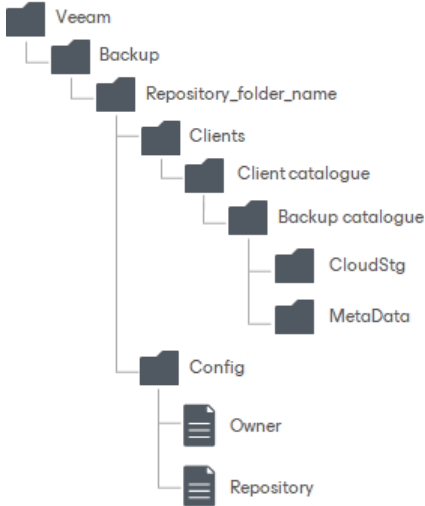 Veeam
Backup
Repository_folder_name
Clients
Client catalogue
Backup catalogue
CloudStg
MetaData
Config
Owner
Repository